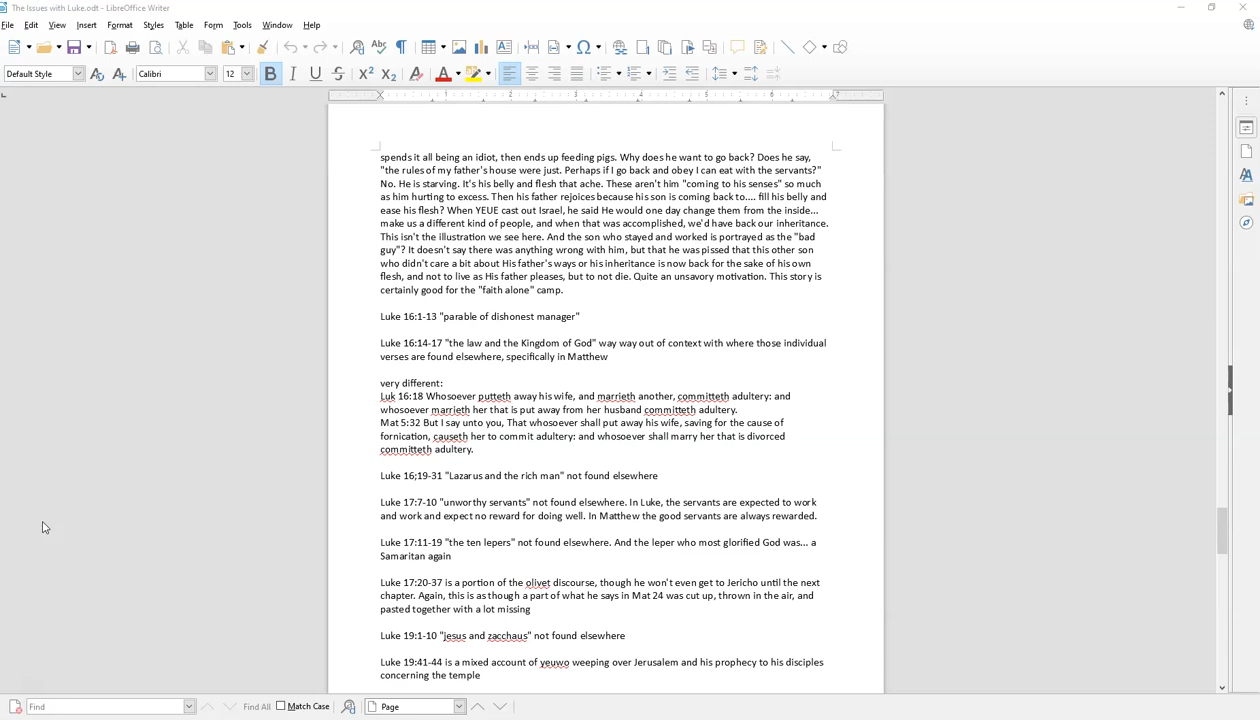 The Issues with Luke.odt - LibreOffice Writer
File Edit View Insert Format Styles Table Form Tools Window Help
Default Style Calibri 12
1 2 3 4 5 6 7
spends it all being an idiot, then ends up feeding pigs. Why does he want to go back? Does he say,
"the rules of my father's house were just. Perhaps if I go back and obey I can eat with the servants?"
No. He is starving. It's his belly and flesh that ache. These aren't him "coming to his senses" so much
as him hurting to excess. Then his father rejoices because his son is coming back to.... fill his belly and
ease his flesh? When YEUE cast out Israel, he said He would one day change them from the inside...
make us a different kind of people, and when that was accomplished, we'd have back our inheritance.
This isn't the illustration we see here. And the son who stayed and worked is portrayed as the "bad
guy"? It doesn't say there was anything wrong with him, but that he was pissed that this other son
who didn't care a bit about His father's ways or his inheritance is now back for the sake of his own
flesh, and not to live as His father pleases, but to not die. Quite an unsavory motivation. This story is
certainly good for the "faith alone" camp.
Luke 16:1-13 "parable of dishonest manager"
Luke 16:14-17 "the law and the Kingdom of God" way way out of context with where those individual
verses are found elsewhere, specifically in Matthew
very different:
Luk 16:18 Whosoever putteth away his wife, and marrieth another, committeth adultery: and
whosoever marrieth her that is put away from her husband committeth adultery.
Mat 5:32 But I say unto you, That whosoever shall put away his wife, saving for the cause of
fornication, causeth her to commit adultery: and whosoever shall marry her that is divorced
committeth adultery.
Luke 16;19-31 "Lazarus and the rich man" not found elsewhere
Luke 17:7-10 "unworthy servants" not found elsewhere. In Luke, the servants are expected to work
and work and expect no reward for doing well. In Matthew the good servants are always rewarded.
Luke 17:11-19 "the ten lepers" not found elsewhere. And the leper who most glorified God was... a
Samaritan again
Luke 17:20-37 is a portion of the olivet discourse, though he won't even get to Jericho until the next
chapter. Again, this is as though a part of what he says in Mat 24 was cut up, thrown in the air, and
pasted together with a lot missing
Luke 19:1-10 "jesus and zacchaus" not found elsewhere
Luke 19:41-44 is a mixed account of yeuwo weeping over Jerusalem and his prophecy to his disciples
concerning the temple
Find Find All Match Case Page